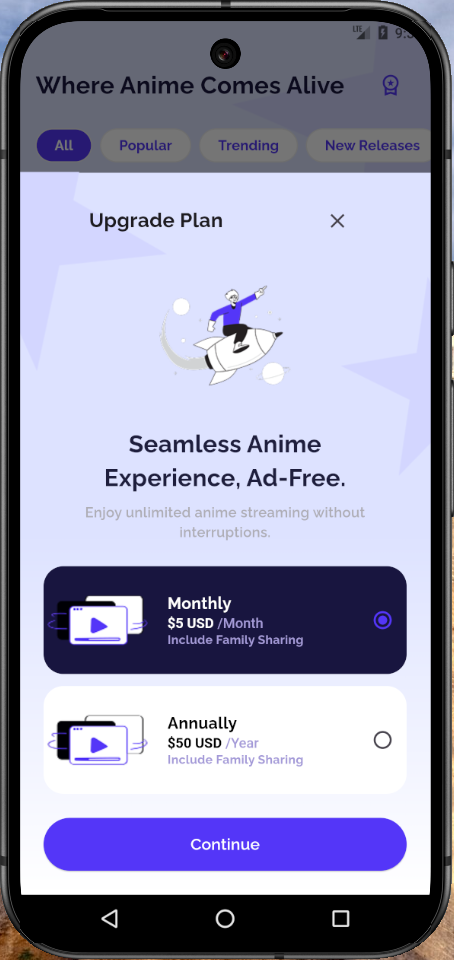 LTE
Where Anime Comes Alive
All
Popular
Trending
New Releases
Upgrade Plan
Seamless Anime
Experience, Ad-Free.
Enjoy unlimited anime streaming without
interruptions.
Monthly
$5 USD /Month
Include Family Sharing
Annually
$50 USD /Year
Include Family Sharing
Continue